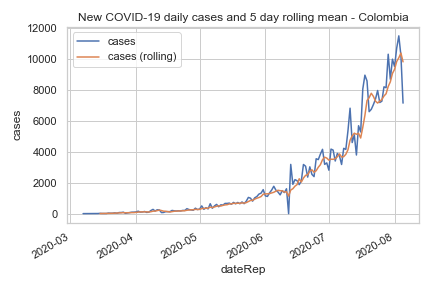 New COVID-19 daily cases and 5 day rolling mean - Colombia
cases
cases (rolling)
12000
10000
8000
6000
4000
2000
0
cases
2020-03
2020-04
2020-05
2020-06
2020-07
2020-08
dateRep